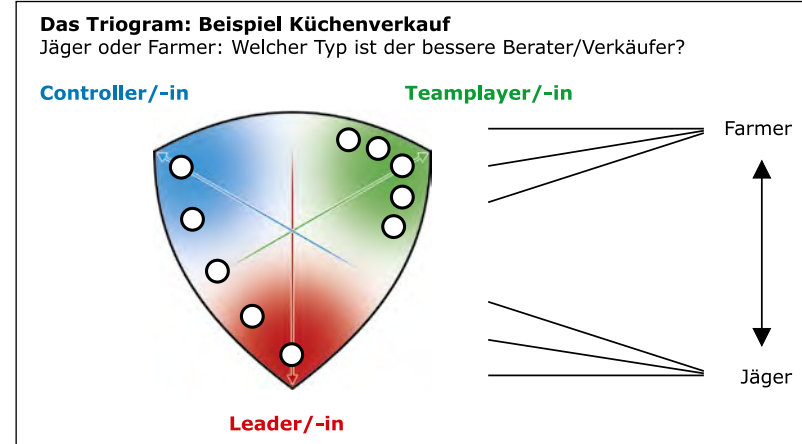 Das Triogram: Beispiel Küchenverkauf
Jäger oder Farmer: Welcher Typ ist der bessere Berater/Verkäufer?
Controller/-in
Teamplayer/-in
Farmer
Jäger
Leader/-in